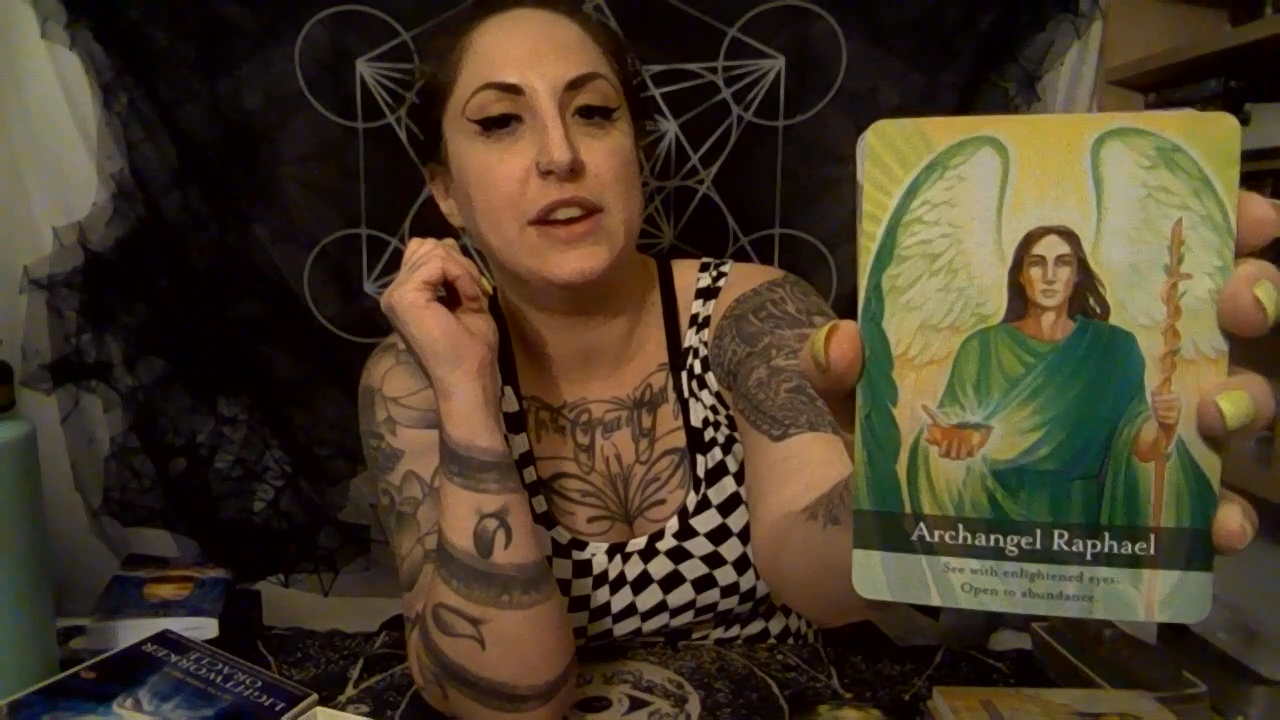 Archangel Raphael
See with enlightened eyes.
Open to abundance.
LIGHTWORKER
ORACLE